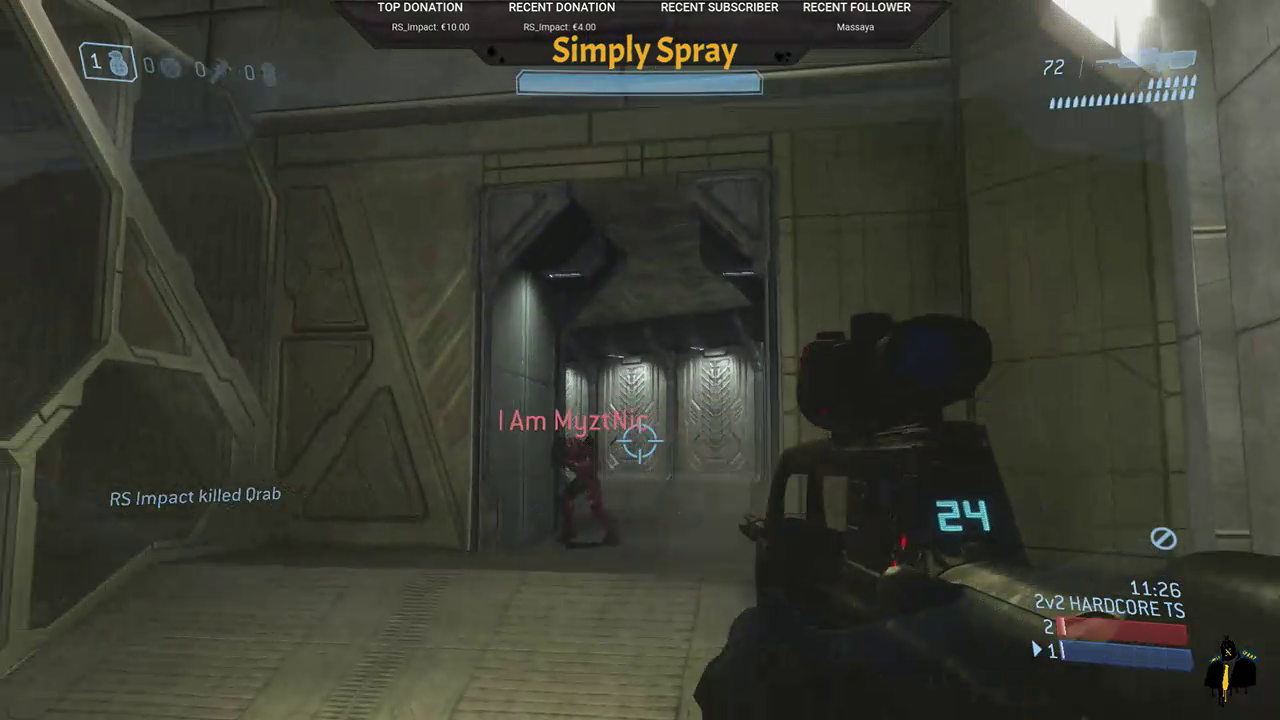 TOP DONATION
RECENT DONATION
RECENT SUBSCRIBER
RECENT FOLLOWER
RS_Impact: €10.00
RS_Impact: €4.00
Massaya
Simply Spray
1 0 0 0
72
I Am MyztNir
RS Impact killed Qrab
24
11:26
2v2 HARDCORE TS
2
1